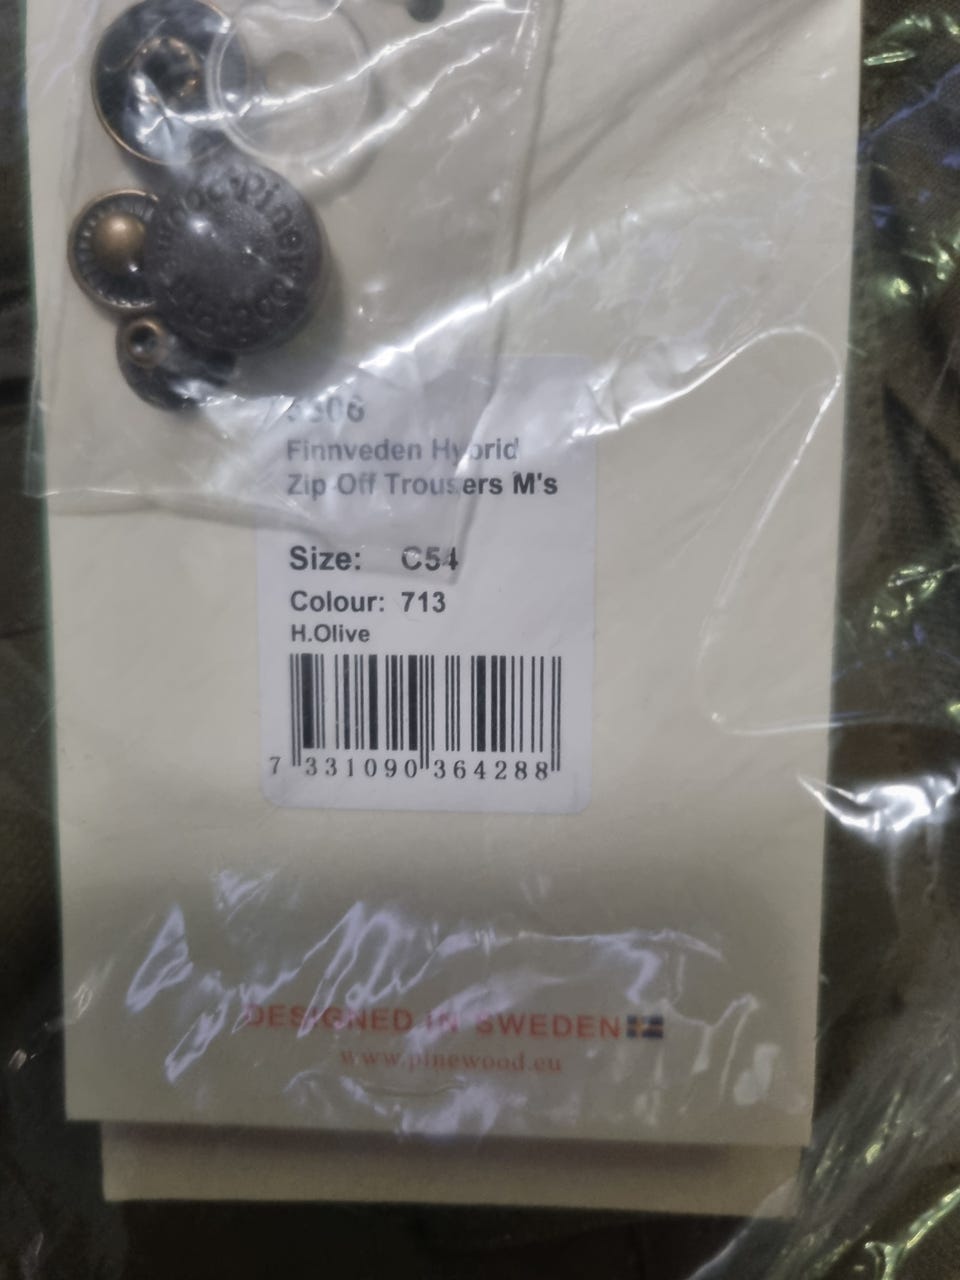 Pinewood
Finnveden Hybrid
Zip Off Trousers M's
Size: C54
Colour: 713
H.Olive
7 331090 364288
DESIGNED IN SWEDEN
www.pinewood.eu